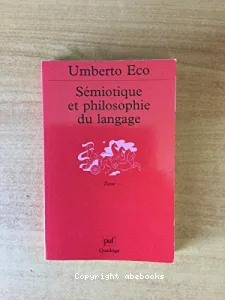 Umberto Eco
Sémiotique
et philosophie
du langage
puf
Quadrige
Copyright abebooks